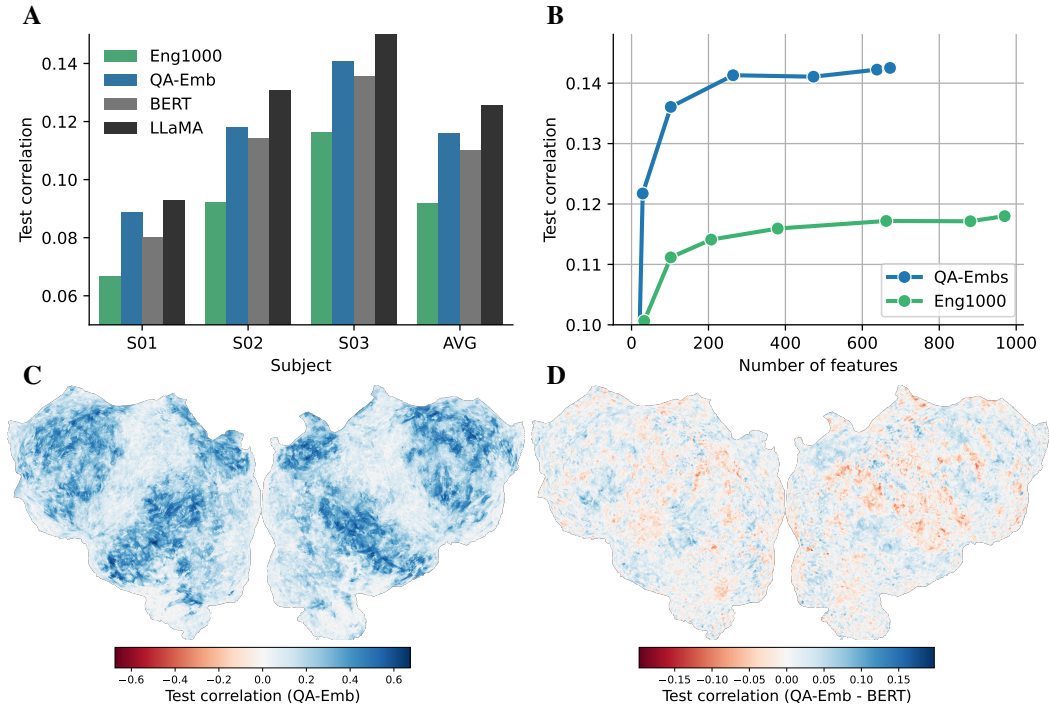 A
Test correlation
0.14
0.12
0.10
0.08
0.06
Eng1000
QA-Emb
BERT
LLaMA
S01 S02 S03 AVG
Subject
B
Test correlation
0.14
0.13
0.12
0.11
0.10
QA-Embs
Eng1000
0 200 400 600 800 1000
Number of features
C
−0.6 −0.4 −0.2 0.0 0.2 0.4 0.6
Test correlation (QA-Emb)
D
−0.15 −0.10 −0.05 0.00 0.05 0.10 0.15
Test correlation (QA-Emb - BERT)